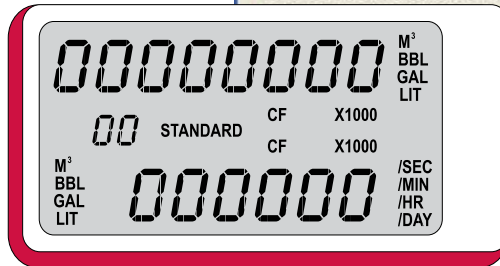 00000000 M³
BBL
GAL
LIT
00 STANDARD CF X1000
CF X1000
M³
BBL
GAL
LIT
000000 /SEC
/MIN
/HR
/DAY